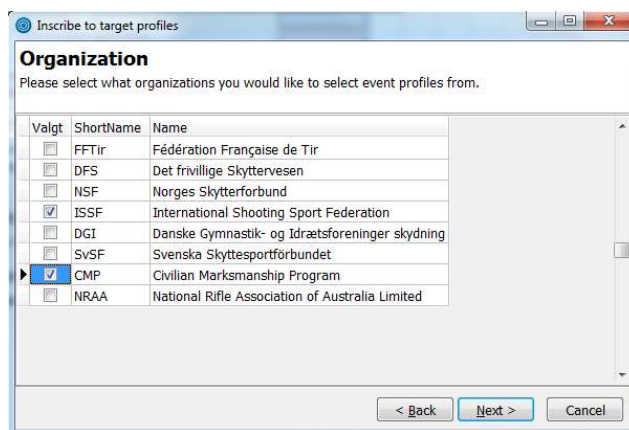 Inscribe to target profiles
Organization
Please select what organizations you would like to select event profiles from.
Valgt ShortName Name
FFTir Fédération Française de Tir
DFS Det frivillige Skyttervesen
NSF Norges Skytterforbund
ISSF International Shooting Sport Federation
DGI Danske Gymnastik- og Idrætsforeninger skydning
SvSF Svenska Skyttesportförbundet
CMP Civilian Marksmanship Program
NRAA National Rifle Association of Australia Limited
< Back Next > Cancel